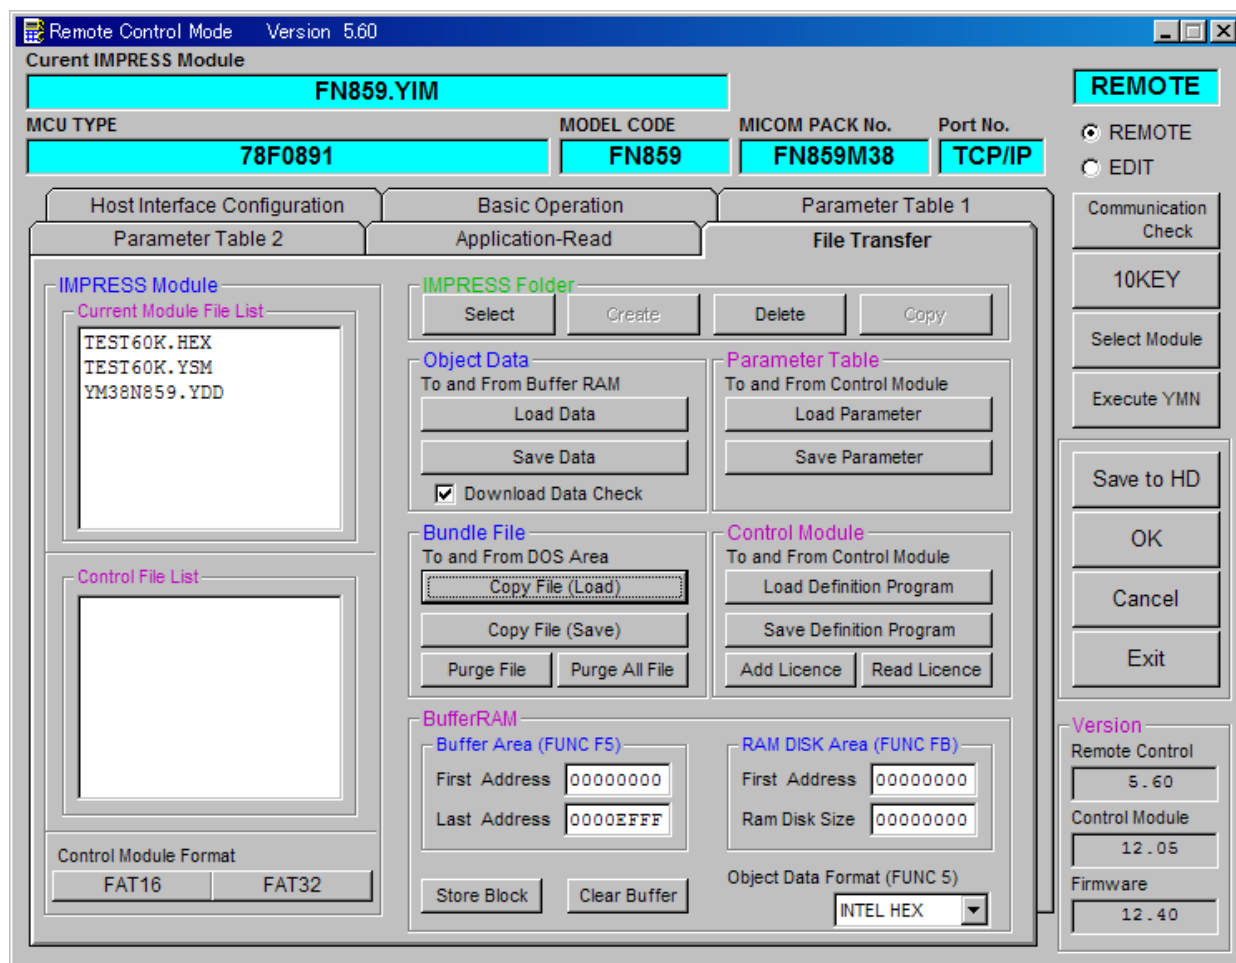 Remote Control Mode Version 5.60
Curent IMPRESS Module
FN859.YIM
REMOTE
MCU TYPE MODEL CODE MICOM PACK No. Port No.
78F0891 FN859 FN859M38 TCP/IP
REMOTE
EDIT
Host Interface Configuration Basic Operation Parameter Table 1
Parameter Table 2 Application-Read File Transfer
Communication
Check
10KEY
Select Module
Execute YMN
Save to HD
OK
Cancel
Exit
IMPRESS Module
Current Module File List
TEST60K.HEX
TEST60K.YSM
YM38N859.YDD
Control File List
Control Module Format
FAT16 FAT32
IMPRESS Folder
Select Create Delete Copy
Object Data
To and From Buffer RAM
Load Data
Save Data
Download Data Check
Parameter Table
To and From Control Module
Load Parameter
Save Parameter
Bundle File
To and From DOS Area
Copy File (Load)
Copy File (Save)
Purge File Purge All File
Control Module
To and From Control Module
Load Definition Program
Save Definition Program
Add Licence Read Licence
BufferRAM
Buffer Area (FUNC F5)
First Address 00000000
Last Address 0000EFFF
RAM DISK Area (FUNC FB)
First Address 00000000
Ram Disk Size 00000000
Store Block Clear Buffer
Object Data Format (FUNC 5)
INTEL HEX
Version
Remote Control
5.60
Control Module
12.05
Firmware
12.40